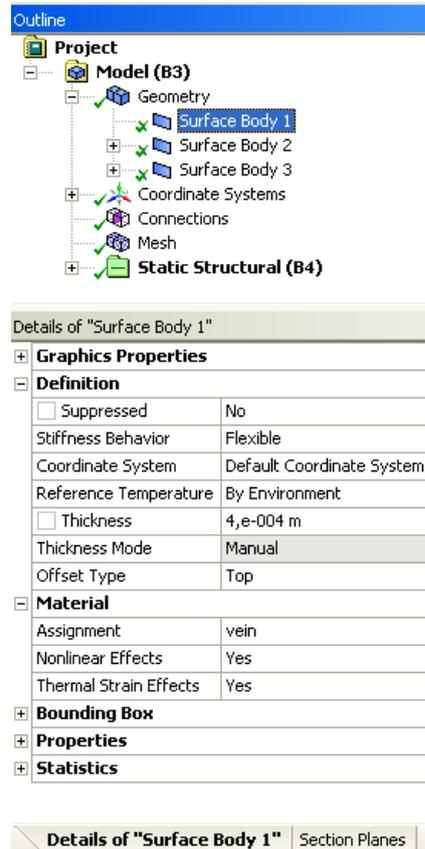 Outline
Project
Model (B3)
Geometry
Surface Body 1
Surface Body 2
Surface Body 3
Coordinate Systems
Connections
Mesh
Static Structural (B4)
Details of "Surface Body 1"
Graphics Properties
Definition
Suppressed No
Stiffness Behavior Flexible
Coordinate System Default Coordinate System
Reference Temperature By Environment
Thickness 4,e-004 m
Thickness Mode Manual
Offset Type Top
Material
Assignment vein
Nonlinear Effects Yes
Thermal Strain Effects Yes
Bounding Box
Properties
Statistics
Details of "Surface Body 1" Section Planes